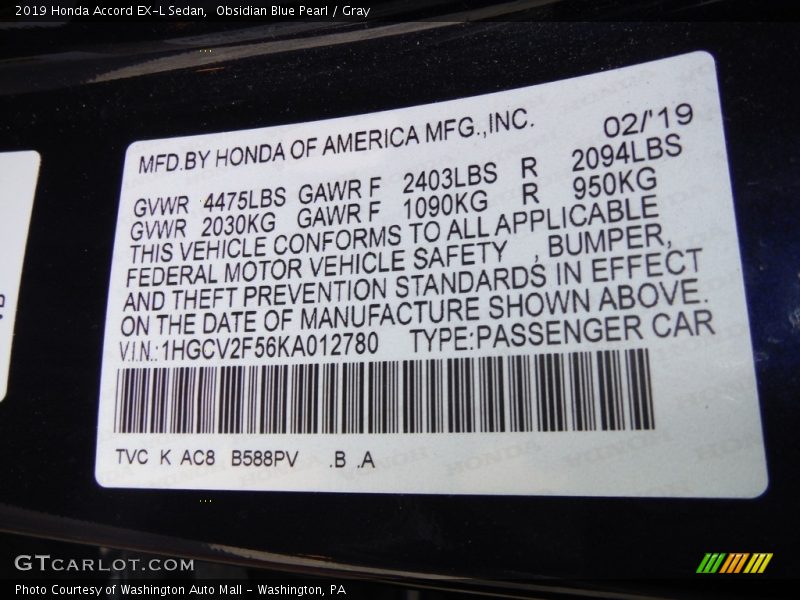 2019 Honda Accord EX-L Sedan, Obsidian Blue Pearl / Gray
MFD.BY HONDA OF AMERICA MFG.,INC. 02/'19
GVWR 4475LBS GAWR F 2403LBS R 2094LBS
GVWR 2030KG GAWR F 1090KG R 950KG
THIS VEHICLE CONFORMS TO ALL APPLICABLE
FEDERAL MOTOR VEHICLE SAFETY , BUMPER,
AND THEFT PREVENTION STANDARDS IN EFFECT
ON THE DATE OF MANUFACTURE SHOWN ABOVE.
V.I.N.:1HGCV2F56KA012780 TYPE:PASSENGER CAR
TVC K AC8 B588PV .B .A
GTCARLOT.COM
Photo Courtesy of Washington Auto Mall - Washington, PA